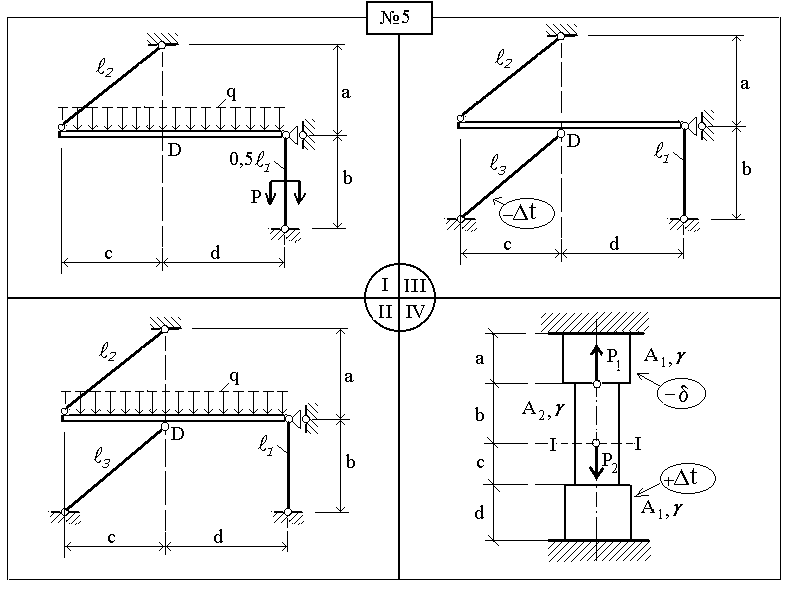 №5
ℓ₂
q
a
D
0,5ℓ₁
P
b
c
d
ℓ₂
a
D
ℓ₁
ℓ₃
b
−Δt
c
d
I
III
II
IV
ℓ₂
q
a
D
ℓ₁
ℓ₃
b
c
d
a
P₁
A₁, γ
−δ
b
A₂, γ
I
I
c
P₂
+Δt
A₁, γ
d